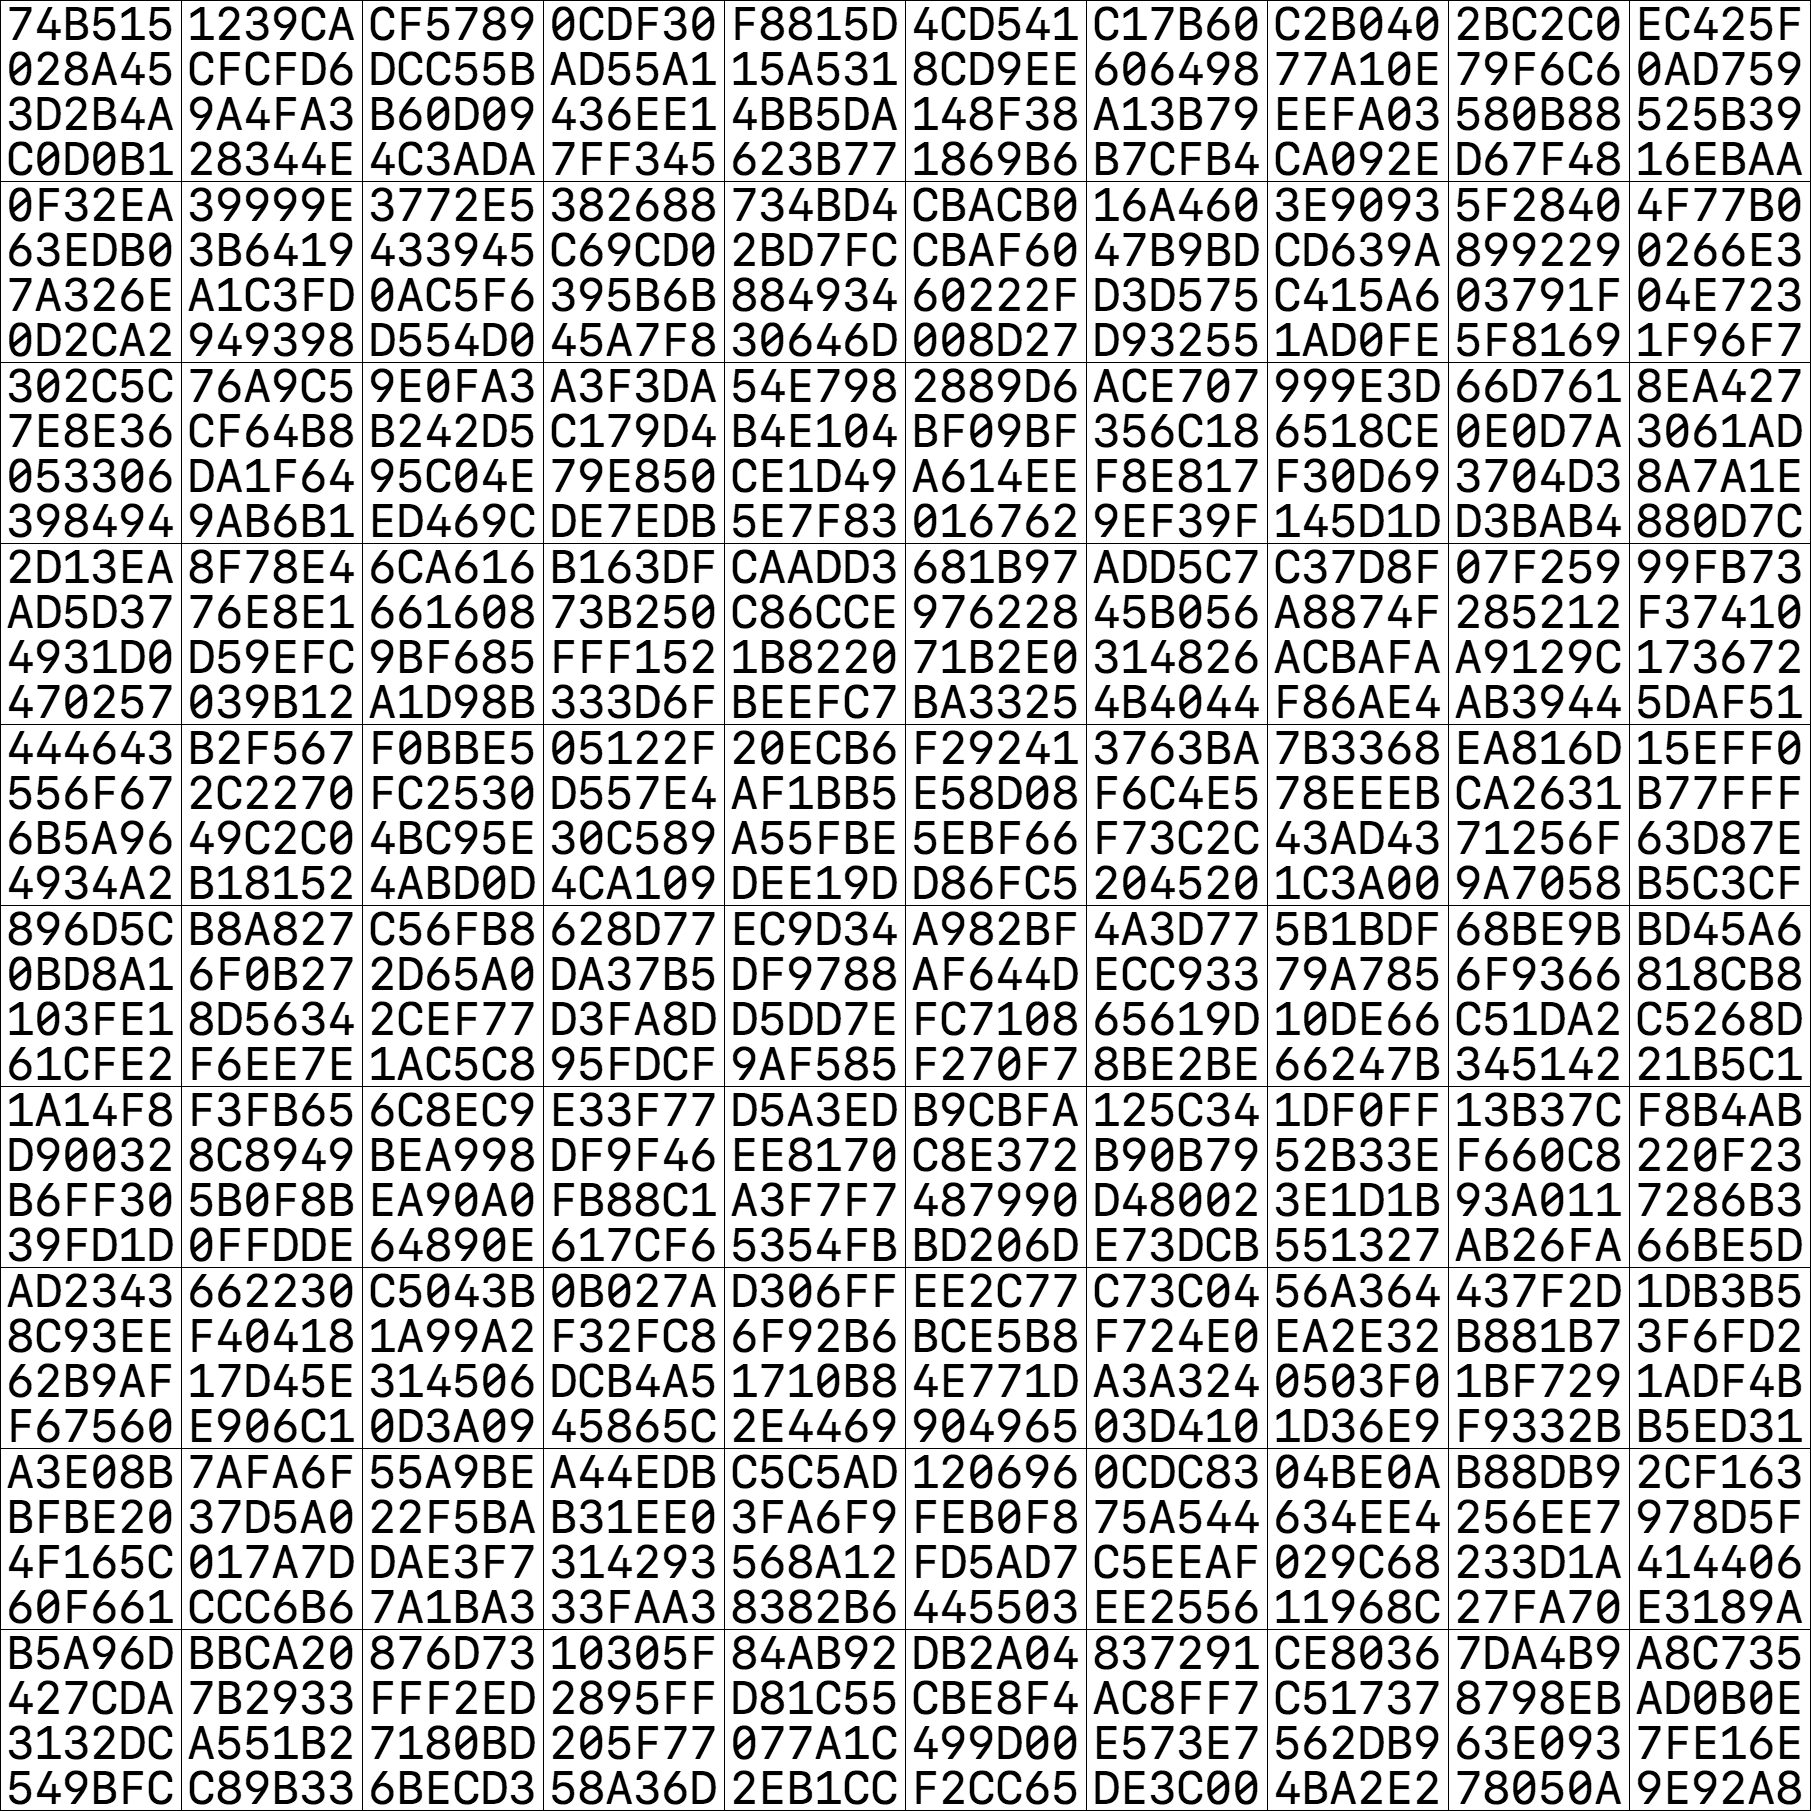 74B515 1239CA CF5789 0CDF30 F8815D 4CD541 C17B60 C2B040 2BC2C0 EC425F
028A45 CFCFD6 DCC55B AD55A1 15A531 8CD9EE 606498 77A10E 79F6C6 0AD759
3D2B4A 9A4FA3 B60D09 436EE1 4BB5DA 148F38 A13B79 EEFA03 580B88 525B39
C0D0B1 28344E 4C3ADA 7FF345 623B77 1869B6 B7CFB4 CA092E D67F48 16EBAA
0F32EA 39999E 3772E5 382688 734BD4 CBACB0 16A460 3E9093 5F2840 4F77B0
63EDB0 3B6419 433945 C69CD0 2BD7FC CBAF60 47B9BD CD639A 899229 0266E3
7A326E A1C3FD 0AC5F6 395B6B 884934 60222F D3D575 C415A6 03791F 04E723
0D2CA2 949398 D554D0 45A7F8 30646D 008D27 D93255 1AD0FE 5F8169 1F96F7
302C5C 76A9C5 9E0FA3 A3F3DA 54E798 2889D6 ACE707 999E3D 66D761 8EA427
7E8E36 CF64B8 B242D5 C179D4 B4E104 BF09BF 356C18 6518CE 0E0D7A 3061AD
053306 DA1F64 95C04E 79E850 CE1D49 A614EE F8E817 F30D69 3704D3 8A7A1E
398494 9AB6B1 ED469C DE7EDB 5E7F83 016762 9EF39F 145D1D D3BAB4 880D7C
2D13EA 8F78E4 6CA616 B163DF CAADD3 681B97 ADD5C7 C37D8F 07F259 99FB73
AD5D37 76E8E1 661608 73B250 C86CCE 976228 45B056 A8874F 285212 F37410
4931D0 D59EFC 9BF685 FFF152 1B8220 71B2E0 314826 ACBAFA A9129C 173672
470257 039B12 A1D98B 333D6F BEEFC7 BA3325 4B4044 F86AE4 AB3944 5DAF51
444643 B2F567 F0BBE5 05122F 20ECB6 F29241 3763BA 7B3368 EA816D 15EFF0
556F67 2C2270 FC2530 D557E4 AF1BB5 E58D08 F6C4E5 78EEEB CA2631 B77FFF
6B5A96 49C2C0 4BC95E 30C589 A55FBE 5EBF66 F73C2C 43AD43 71256F 63D87E
4934A2 B18152 4ABD0D 4CA109 DEE19D D86FC5 204520 1C3A00 9A7058 B5C3CF
896D5C B8A827 C56FB8 628D77 EC9D34 A982BF 4A3D77 5B1BDF 68BE9B BD45A6
0BD8A1 6F0B27 2D65A0 DA37B5 DF9788 AF644D ECC933 79A785 6F9366 818CB8
103FE1 8D5634 2CEF77 D3FA8D D5DD7E FC7108 65619D 10DE66 C51DA2 C5268D
61CFE2 F6EE7E 1AC5C8 95FDCF 9AF585 F270F7 8BE2BE 66247B 345142 21B5C1
1A14F8 F3FB65 6C8EC9 E33F77 D5A3ED B9CBFA 125C34 1DF0FF 13B37C F8B4AB
D90032 8C8949 BEA998 DF9F46 EE8170 C8E372 B90B79 52B33E F660C8 220F23
B6FF30 5B0F8B EA90A0 FB88C1 A3F7F7 487990 D48002 3E1D1B 93A011 7286B3
39FD1D 0FFDDE 64890E 617CF6 5354FB BD206D E73DCB 551327 AB26FA 66BE5D
AD2343 662230 C5043B 0B027A D306FF EE2C77 C73C04 56A364 437F2D 1DB3B5
8C93EE F40418 1A99A2 F32FC8 6F92B6 BCE5B8 F724E0 EA2E32 B881B7 3F6FD2
62B9AF 17D45E 314506 DCB4A5 1710B8 4E771D A3A324 0503F0 1BF729 1ADF4B
F67560 E906C1 0D3A09 45865C 2E4469 904965 03D410 1D36E9 F9332B B5ED31
A3E08B 7AFA6F 55A9BE A44EDB C5C5AD 120696 0CDC83 04BE0A B88DB9 2CF163
BFBE20 37D5A0 22F5BA B31EE0 3FA6F9 FEB0F8 75A544 634EE4 256EE7 978D5F
4F165C 017A7D DAE3F7 314293 568A12 FD5AD7 C5EEAF 029C68 233D1A 414406
60F661 CCC6B6 7A1BA3 33FAA3 8382B6 445503 EE2556 11968C 27FA70 E3189A
B5A96D BBCA20 876D73 10305F 84AB92 DB2A04 837291 CE8036 7DA4B9 A8C735
427CDA 7B2933 FFF2ED 2895FF D81C55 CBE8F4 AC8FF7 C51737 8798EB AD0B0E
3132DC A551B2 7180BD 205F77 077A1C 499D00 E573E7 562DB9 63E093 7FE16E
549BFC C89B33 6BECD3 58A36D 2EB1CC F2CC65 DE3C00 4BA2E2 78050A 9E92A8